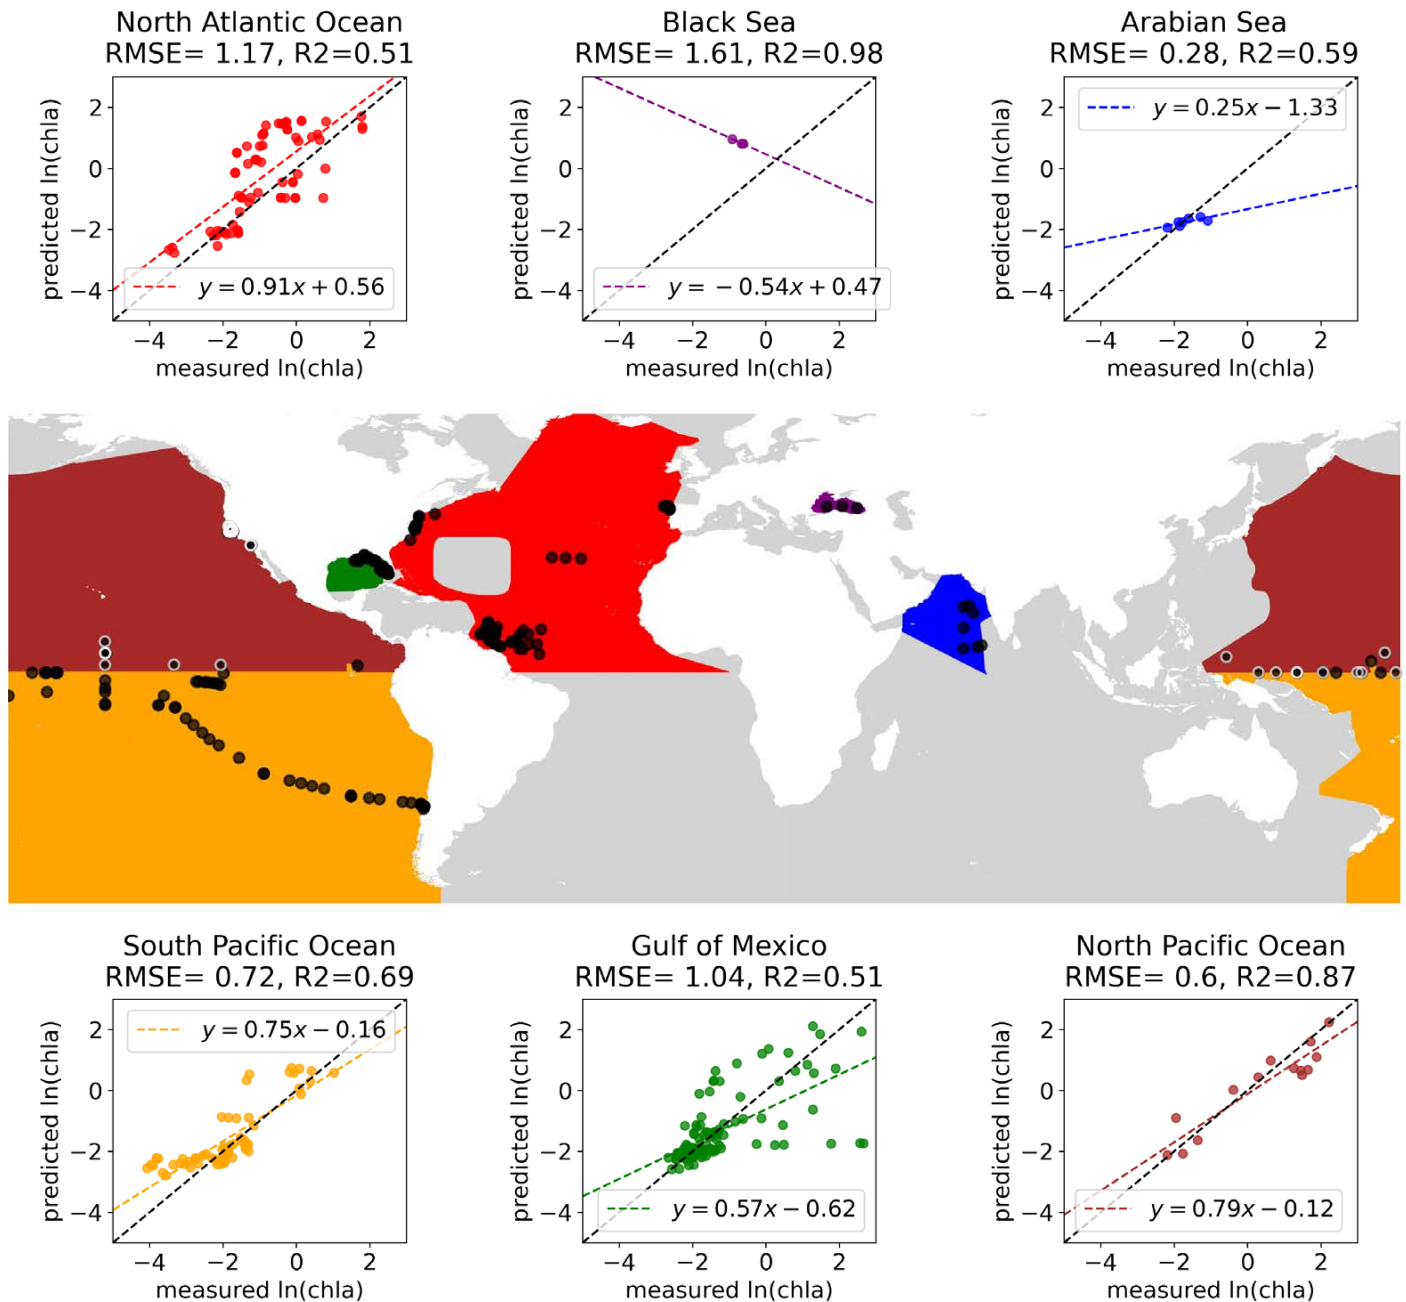 North Atlantic Ocean
RMSE= 1.17, R2=0.51
predicted ln(chla)
2
0
−2
−4
y = 0.91x + 0.56
−4 −2 0 2
measured ln(chla)
Black Sea
RMSE= 1.61, R2=0.98
predicted ln(chla)
2
0
−2
−4
y = − 0.54x + 0.47
−4 −2 0 2
measured ln(chla)
Arabian Sea
RMSE= 0.28, R2=0.59
predicted ln(chla)
2
0
−2
−4
y = 0.25x − 1.33
−4 −2 0 2
measured ln(chla)
South Pacific Ocean
RMSE= 0.72, R2=0.69
predicted ln(chla)
2
0
−2
−4
y = 0.75x − 0.16
−4 −2 0 2
measured ln(chla)
Gulf of Mexico
RMSE= 1.04, R2=0.51
predicted ln(chla)
2
0
−2
−4
y = 0.57x − 0.62
−4 −2 0 2
measured ln(chla)
North Pacific Ocean
RMSE= 0.6, R2=0.87
predicted ln(chla)
2
0
−2
−4
y = 0.79x − 0.12
−4 −2 0 2
measured ln(chla)